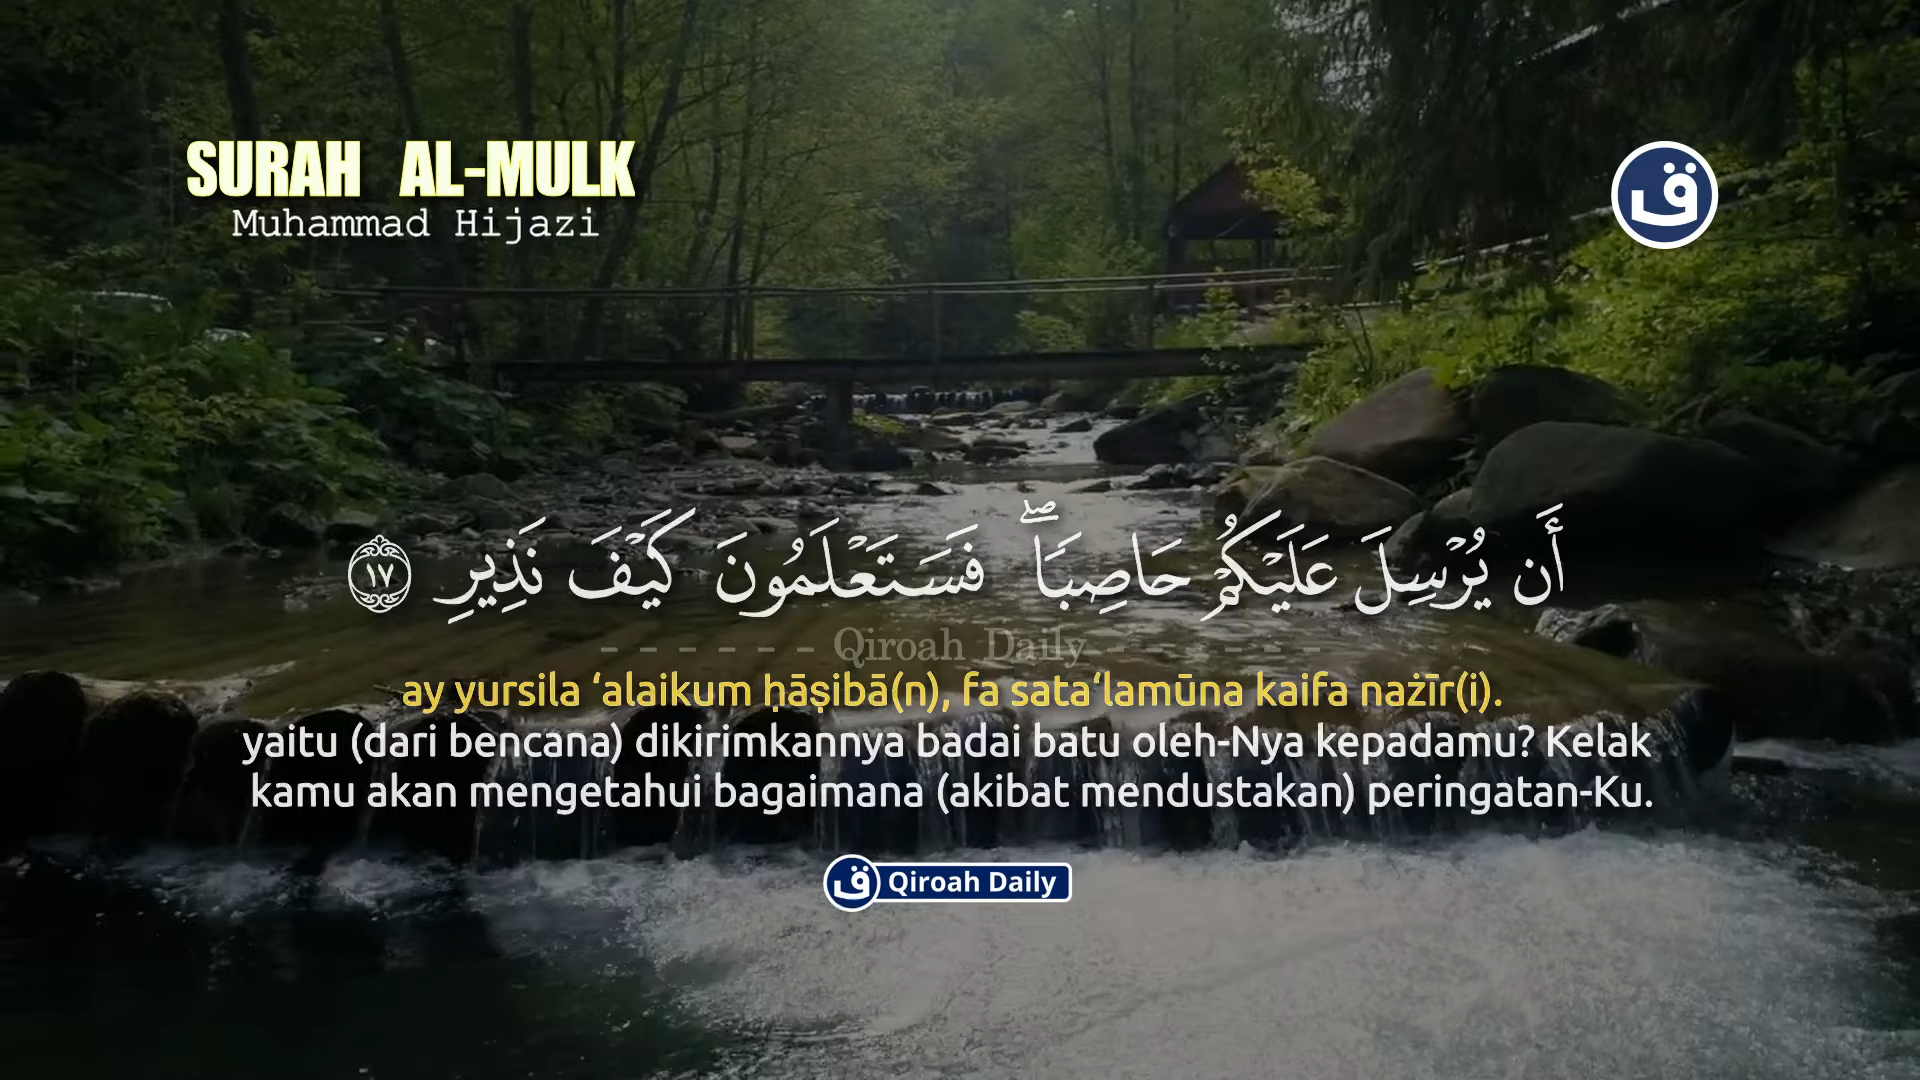 SURAH AL-MULK
Muhammad Hijazi
ق
أَن يُرْسِلَ عَلَيْكُمْ حَاصِبًاۖ فَسَتَعْلَمُونَ كَيْفَ نَذِيرِ ١٧
- - - - - - Qiroah Daily- - - - - - -
ay yursila ‘alaikum ḥāṣibā(n), fa sata‘lamūna kaifa nażīr(i).
yaitu (dari bencana) dikirimkannya badai batu oleh-Nya kepadamu? Kelak
kamu akan mengetahui bagaimana (akibat mendustakan) peringatan-Ku.
ق Qiroah Daily